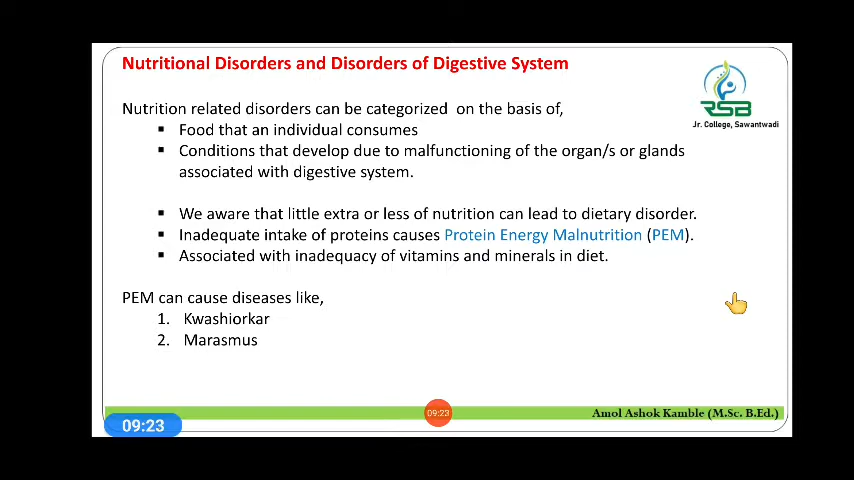 Nutritional Disorders and Disorders of Digestive System
RSB
Jr. College, Sawantwadi
Nutrition related disorders can be categorized on the basis of,
▪ Food that an individual consumes
▪ Conditions that develop due to malfunctioning of the organ/s or glands
associated with digestive system.
▪ We aware that little extra or less of nutrition can lead to dietary disorder.
▪ Inadequate intake of proteins causes Protein Energy Malnutrition (PEM).
▪ Associated with inadequacy of vitamins and minerals in diet.
PEM can cause diseases like,
1. Kwashiorkar
2. Marasmus
09:23
Amol Ashok Kamble (M.Sc. B.Ed.)
09:23